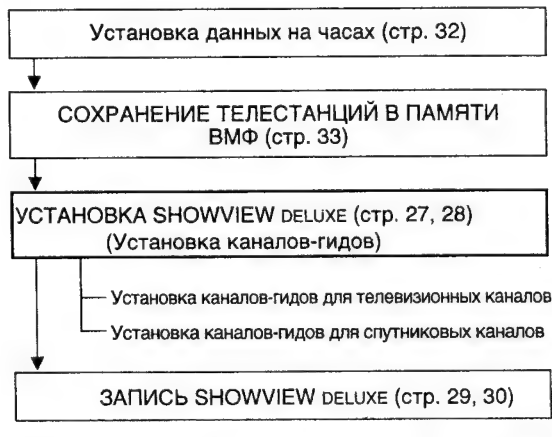 Установка данных на часах (стр. 32)
СОХРАНЕНИЕ ТЕЛЕСТАНЦИЙ В ПАМЯТИ
ВМФ (стр. 33)
УСТАНОВКА SHOWVIEW DELUXE (стр. 27, 28)
(Установка каналов-гидов)
Установка каналов-гидов для телевизионных каналов
Установка каналов-гидов для спутниковых каналов
ЗАПИСЬ SHOWVIEW DELUXE (стр. 29, 30)